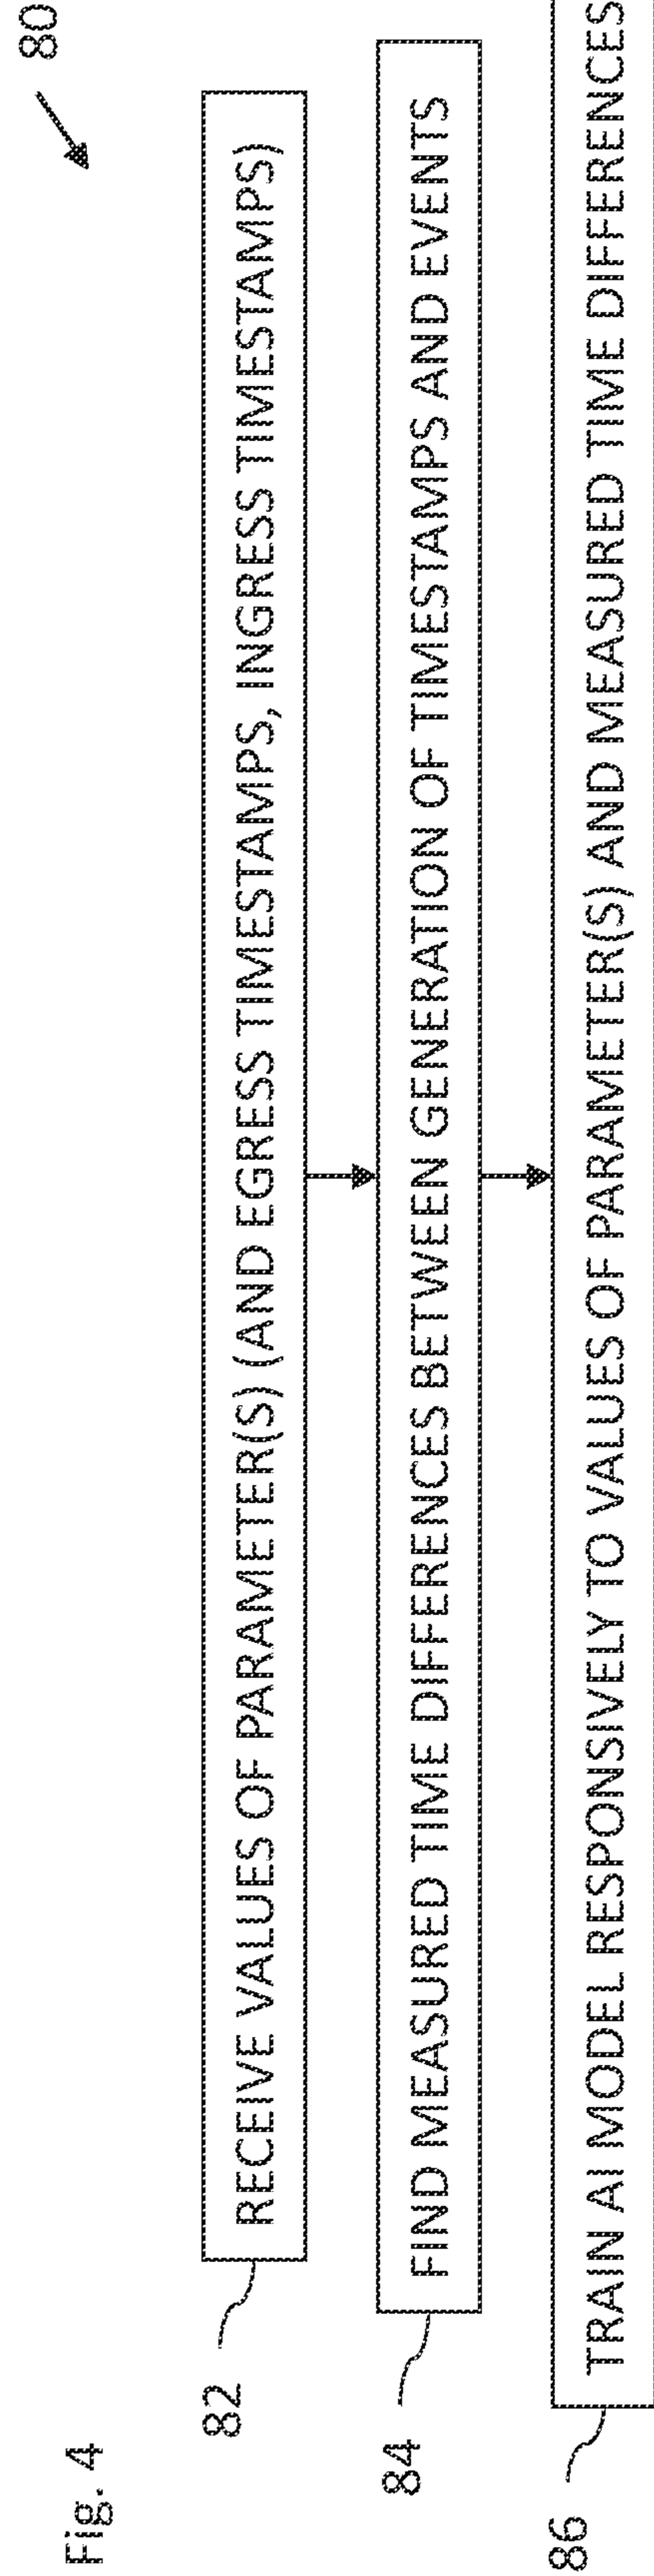 Fig. 4
80
82
RECEIVE VALUES OF PARAMETER(S) (AND EGRESS TIMESTAMPS, INGRESS TIMESTAMPS)
84
FIND MEASURED TIME DIFFERENCES BETWEEN GENERATION OF TIMESTAMPS AND EVENTS
86
TRAIN AI MODEL RESPONSIVELY TO VALUES OF PARAMETER(S) AND MEASURED TIME DIFFERENCES